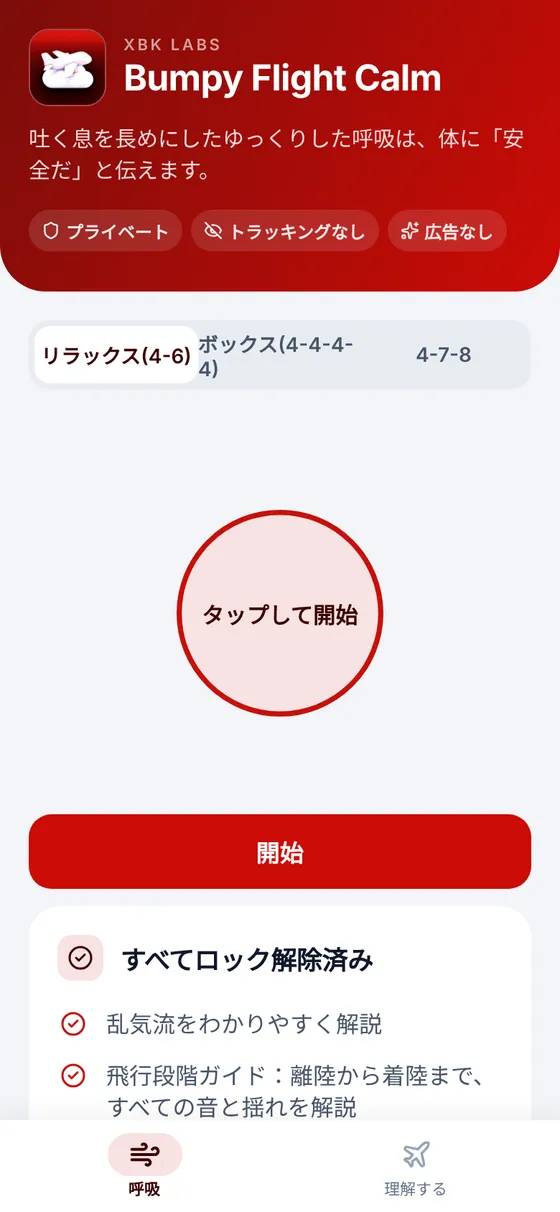 XBK LABS
Bumpy Flight Calm
吐く息を長めにしたゆっくりした呼吸は、体に「安
全だ」と伝えます。
プライベート
トラッキングなし
広告なし
リラックス(4-6)
ボックス(4-4-4-
4)
4-7-8
タップして開始
開始
すべてロック解除済み
乱気流をわかりやすく解説
飛行段階ガイド：離陸から着陸まで、
すべての音と揺れを解説
呼吸
理解する